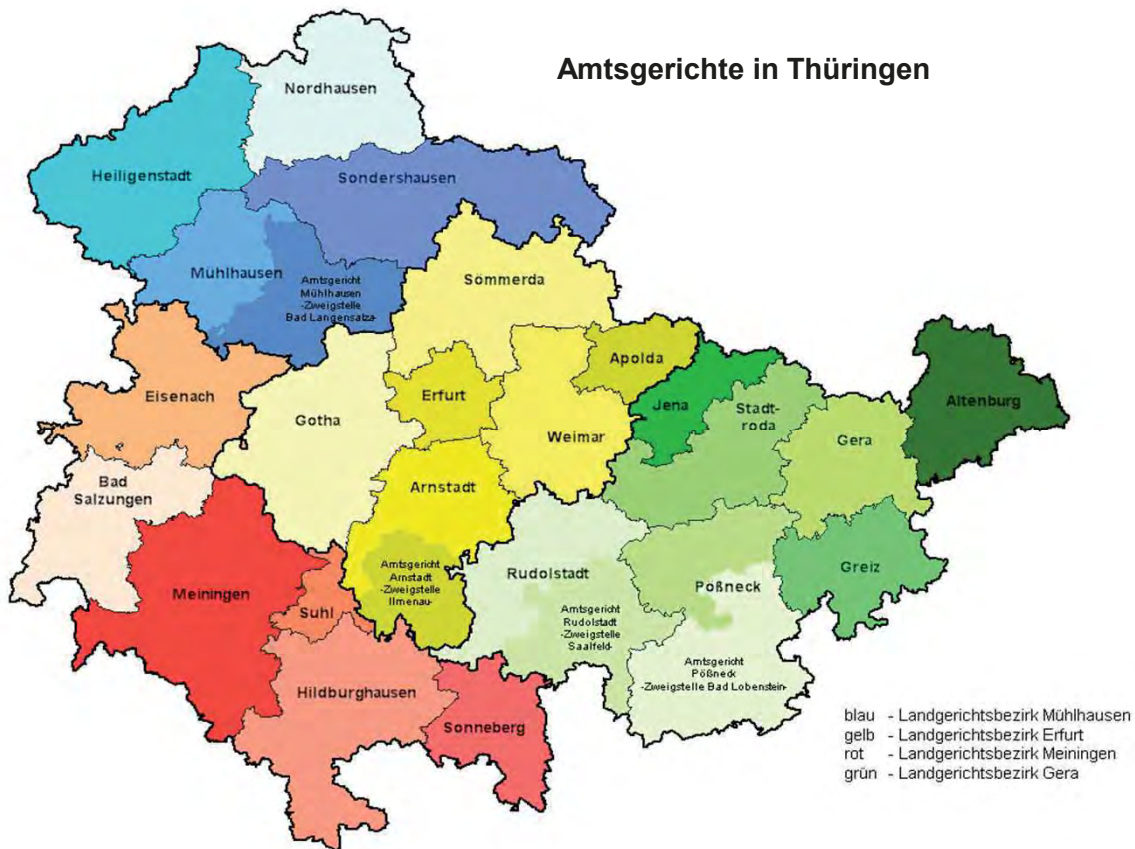 Amtsgerichte in Thüringen
Nordhausen
Heiligenstadt
Sondershausen
Mühlhausen
Amtsgericht
Mühlhausen
-Zweigstelle
Bad Langensalza-
Sömmerda
Apolda
Eisenach
Gotha
Erfurt
Weimar
Jena
Stadt-
roda
Gera
Altenburg
Bad
Salzungen
Arnstadt
Amtsgericht
Arnstadt
-Zweigstelle
Ilmenau-
Meiningen
Suhl
Rudolstadt
Amtsgericht
Rudolstadt
-Zweigstelle
Saalfeld-
Pößneck
Greiz
Amtsgericht
Pößneck
-Zweigstelle Bad Lobenstein-
Hildburghausen
Sonneberg
blau - Landgerichtsbezirk Mühlhausen
gelb - Landgerichtsbezirk Erfurt
rot - Landgerichtsbezirk Meiningen
grün - Landgerichtsbezirk Gera